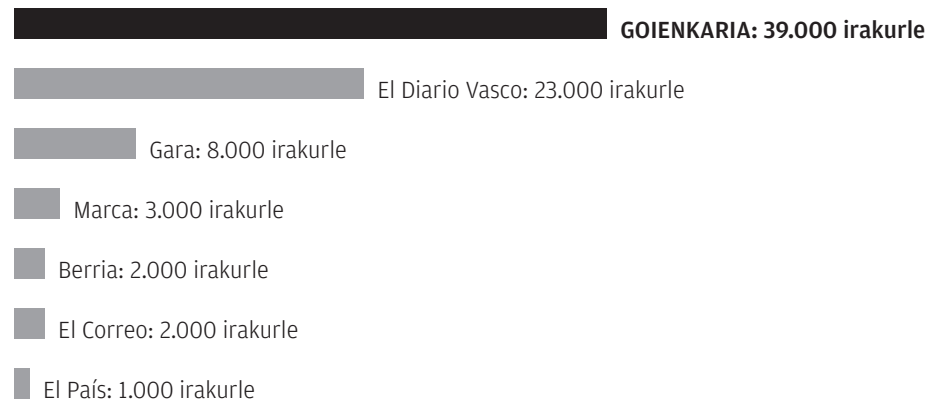 GOIENKARIA: 39.000 irakurle
El Diario Vasco: 23.000 irakurle
Gara: 8.000 irakurle
Marca: 3.000 irakurle
Berria: 2.000 irakurle
El Correo: 2.000 irakurle
El País: 1.000 irakurle